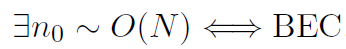 ∃n₀ ∼ O(N) ⟺ BEC